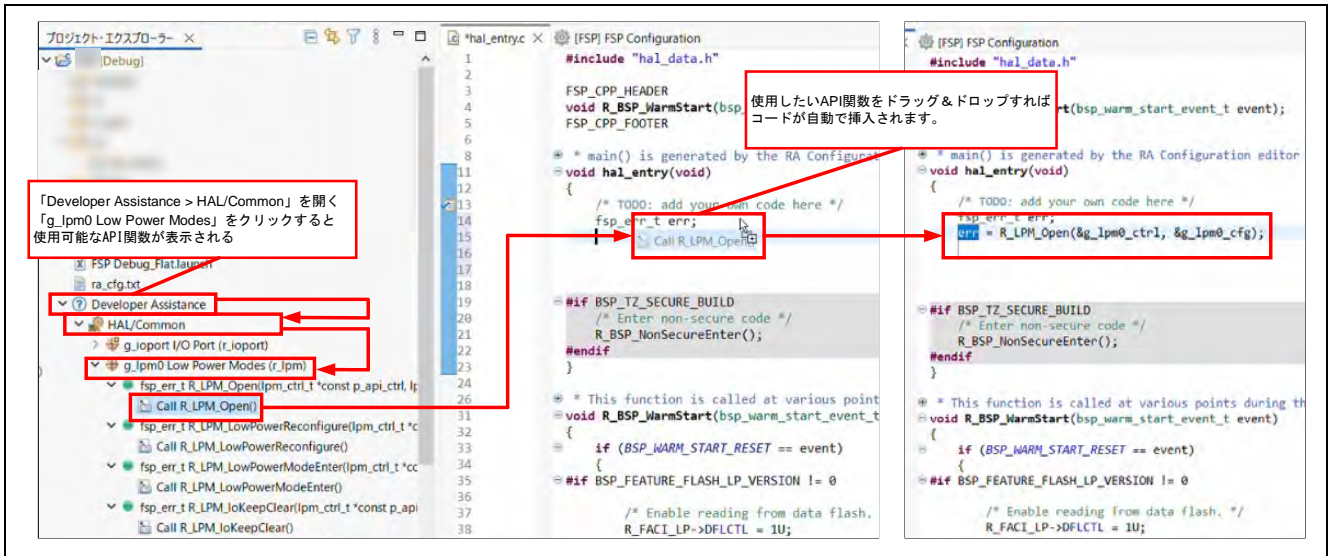 プロジェクト・エクスプローラー ×
[Debug]
「Developer Assistance > HAL/Common」を開く
「g_lpm0 Low Power Modes」をクリックすると
使用可能なAPI関数が表示される
FSP Debug_Flat.launch
ra_cfg.txt
Developer Assistance
HAL/Common
g_ioport I/O Port (r_ioport)
g_lpm0 Low Power Modes (r_lpm)
fsp_err_t R_LPM_Open(lpm_ctrl_t *const p_api_ctrl, lp
Call R_LPM_Open()
fsp_err_t R_LPM_LowPowerReconfigure(lpm_ctrl_t *c
Call R_LPM_LowPowerReconfigure()
fsp_err_t R_LPM_LowPowerModeEnter(lpm_ctrl_t *cc
Call R_LPM_LowPowerModeEnter()
fsp_err_t R_LPM_IoKeepClear(lpm_ctrl_t *const p_api
Call R_LPM_IoKeepClear()
*hal_entry.c × [FSP] FSP Configuration
1 #include "hal_data.h"
2
3 FSP_CPP_HEADER
4 void R_BSP_WarmStart(bsp_
5 FSP_CPP_FOOTER
6
8 * main() is generated by the RA Configurat
11 void hal_entry(void)
12 {
13 /* TODO: add your own code here */
14 fsp_err_t err;
15 Call R_LPM_Open
16
17
18
19 #if BSP_TZ_SECURE_BUILD
20 /* Enter non-secure code */
21 R_BSP_NonSecureEnter();
22 #endif
23 }
24
26 * This function is called at various point
31 void R_BSP_WarmStart(bsp_warm_start_event_t
32 {
33 if (BSP_WARM_START_RESET == event)
34 {
35 #if BSP_FEATURE_FLASH_LP_VERSION != 0
36
37 /* Enable reading from data flash.
38 R_FACI_LP->DFLCTL = 1U;
使用したいAPI関数をドラッグ＆ドロップすれば
コードが自動で挿入されます。
[FSP] FSP Configuration
#include "hal_data.h"
rt(bsp_warm_start_event_t event);
* main() is generated by the RA Configuration editor
void hal_entry(void)
{
/* TODO: add your own code here */
fsp_err_t err;
err = R_LPM_Open(&g_lpm0_ctrl, &g_lpm0_cfg);
#if BSP_TZ_SECURE_BUILD
/* Enter non-secure code */
R_BSP_NonSecureEnter();
#endif
}
* This function is called at various points during th
void R_BSP_WarmStart(bsp_warm_start_event_t event)
{
if (BSP_WARM_START_RESET == event)
{
#if BSP_FEATURE_FLASH_LP_VERSION != 0
/* Enable reading from data flash. */
R_FACI_LP->DFLCTL = 1U;